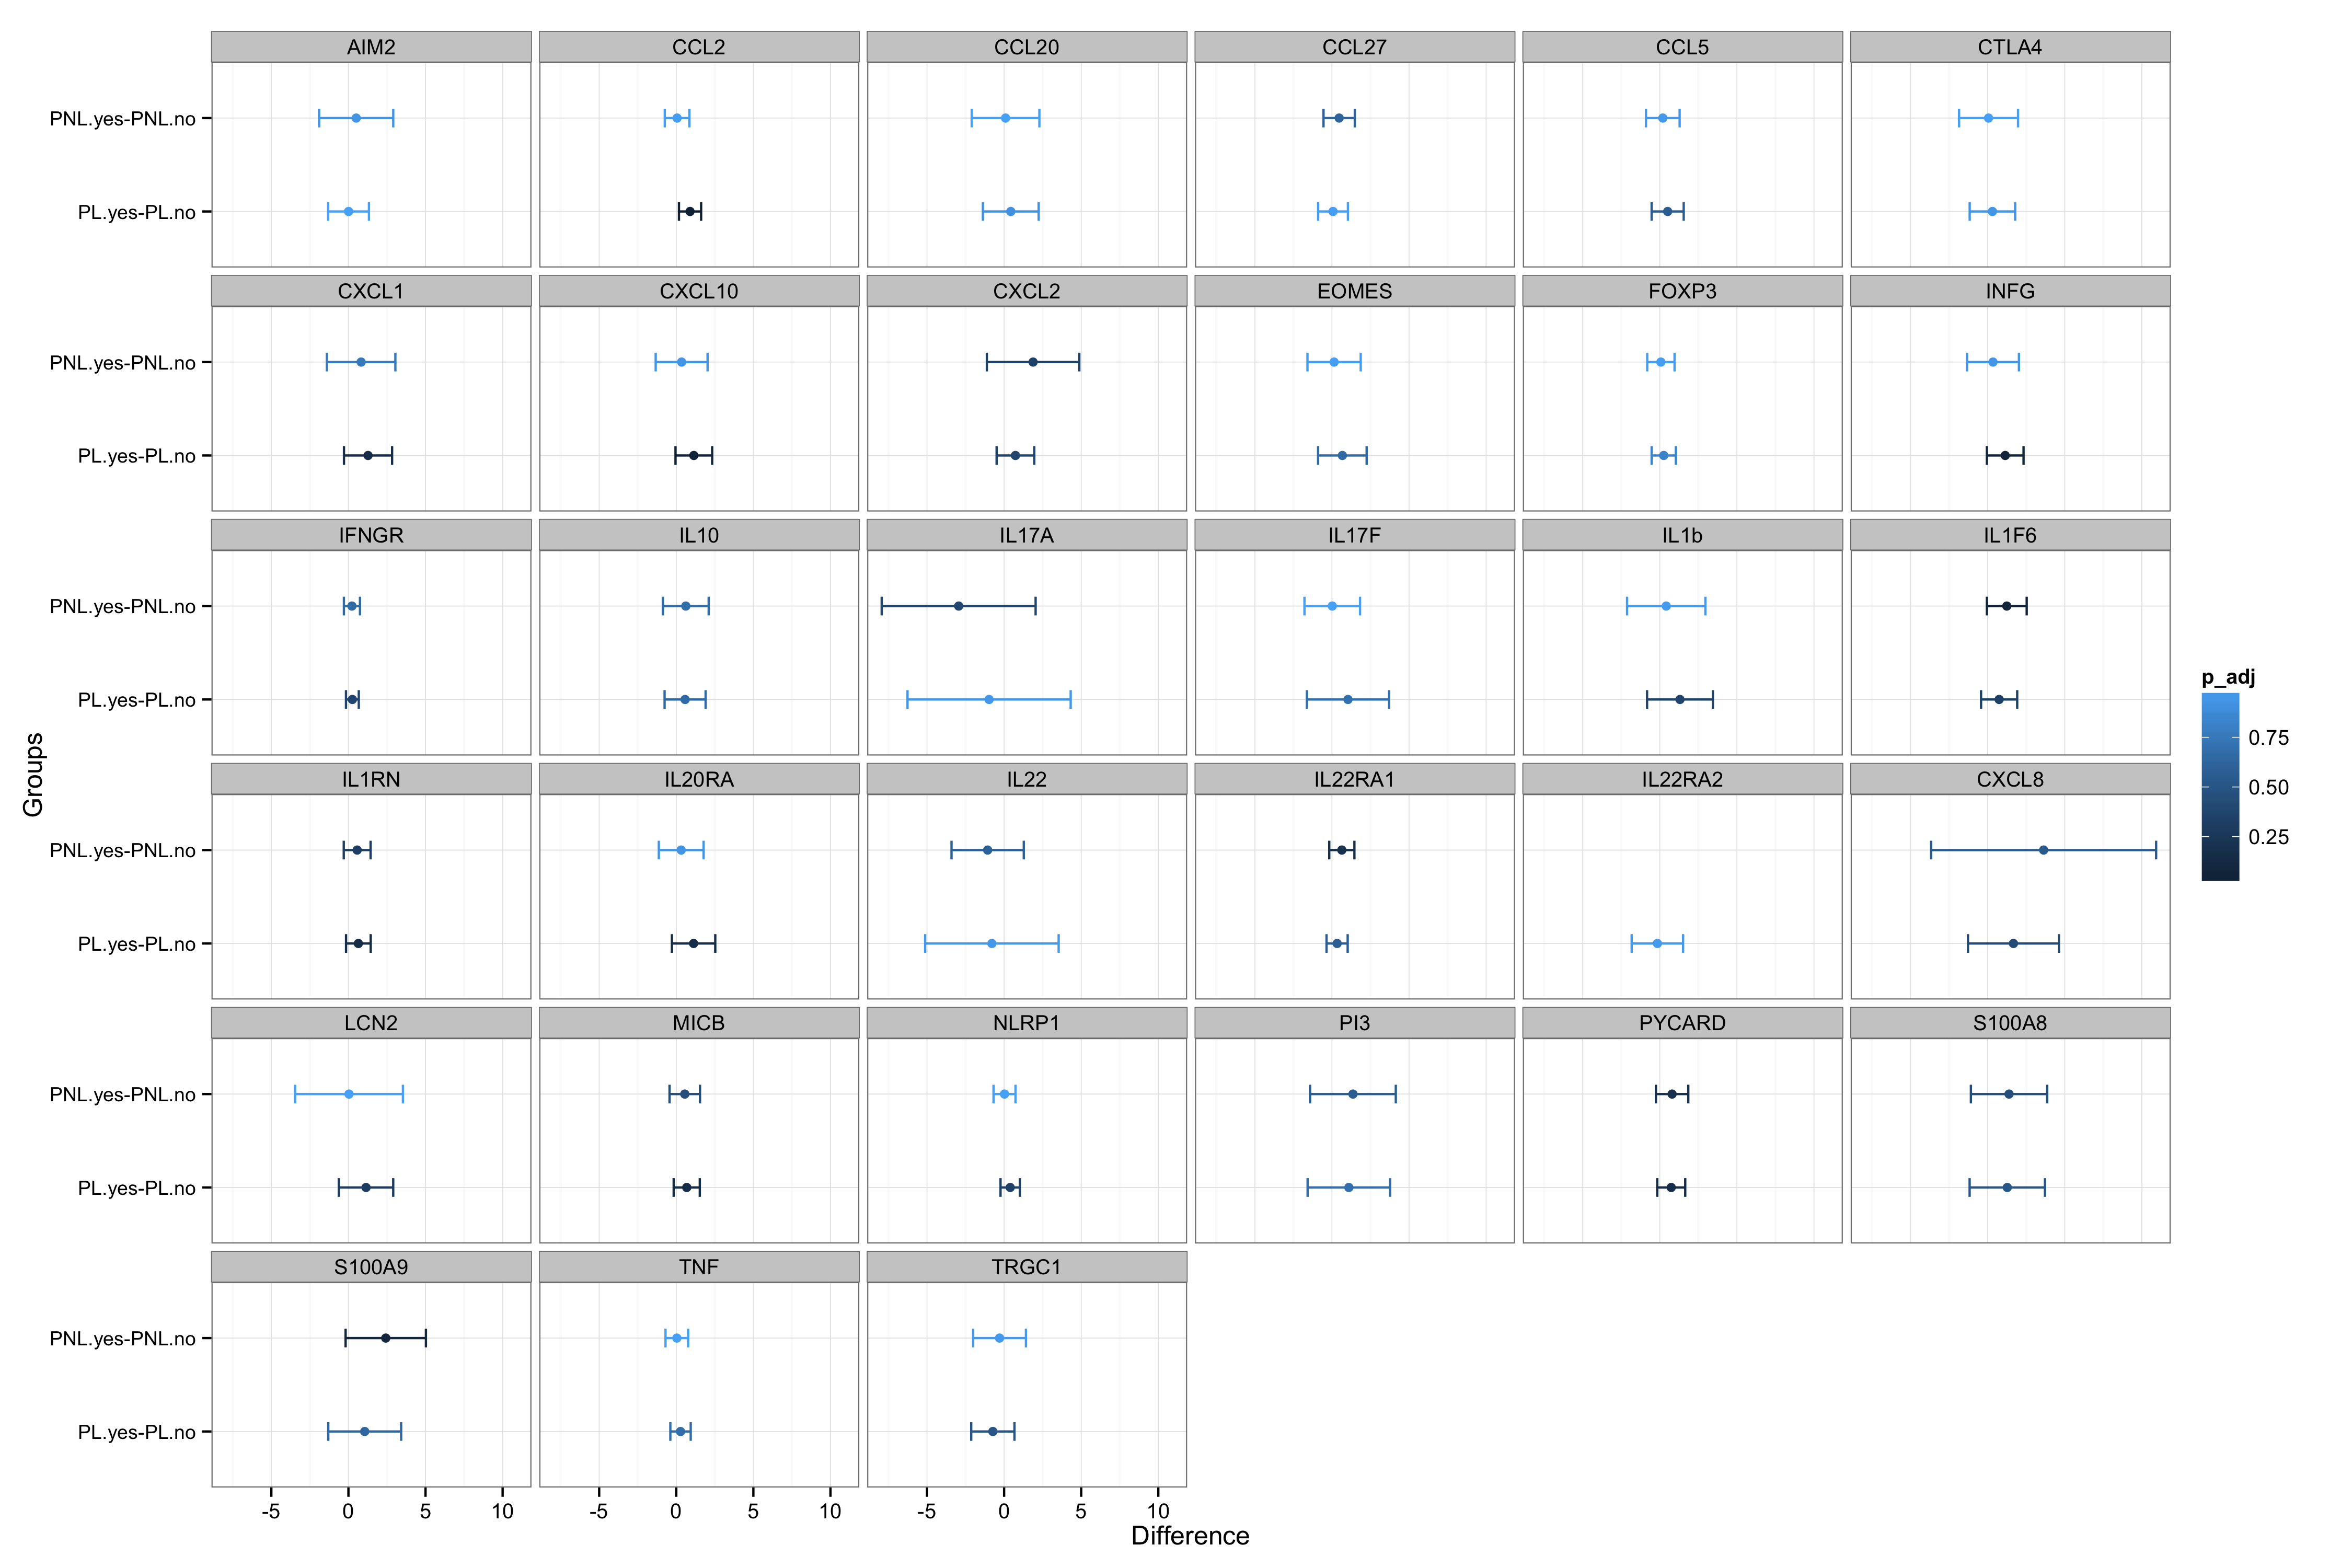 AIM2 CCL2 CCL20 CCL27 CCL5 CTLA4
PNL.yes-PNL.no
PL.yes-PL.no
CXCL1 CXCL10 CXCL2 EOMES FOXP3 INFG
PNL.yes-PNL.no
PL.yes-PL.no
IFNGR IL10 IL17A IL17F IL1b IL1F6
PNL.yes-PNL.no
PL.yes-PL.no
IL1RN IL20RA IL22 IL22RA1 IL22RA2 CXCL8
PNL.yes-PNL.no
PL.yes-PL.no
LCN2 MICB NLRP1 PI3 PYCARD S100A8
PNL.yes-PNL.no
PL.yes-PL.no
S100A9 TNF TRGC1
PNL.yes-PNL.no
PL.yes-PL.no
-5 0 5 10 -5 0 5 10 -5 0 5 10
Difference
Groups
p_adj
0.75
0.50
0.25